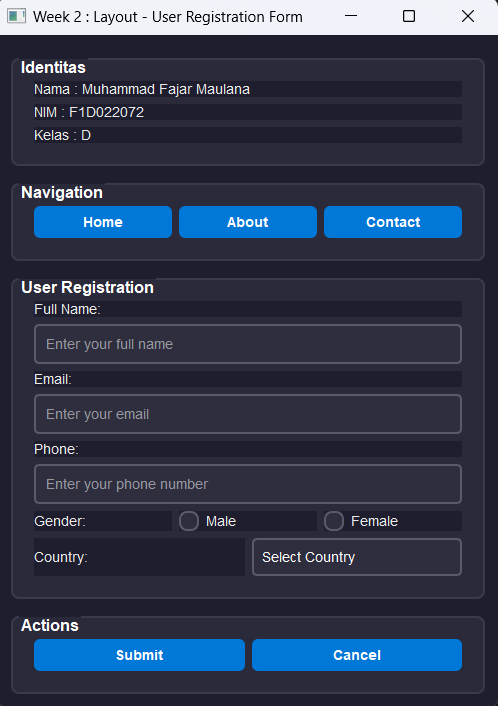 Week 2 : Layout - User Registration Form
Identitas
Nama : Muhammad Fajar Maulana
NIM : F1D022072
Kelas : D
Navigation
Home About Contact
User Registration
Full Name:
Enter your full name
Email:
Enter your email
Phone:
Enter your phone number
Gender: Male Female
Country: Select Country
Actions
Submit Cancel